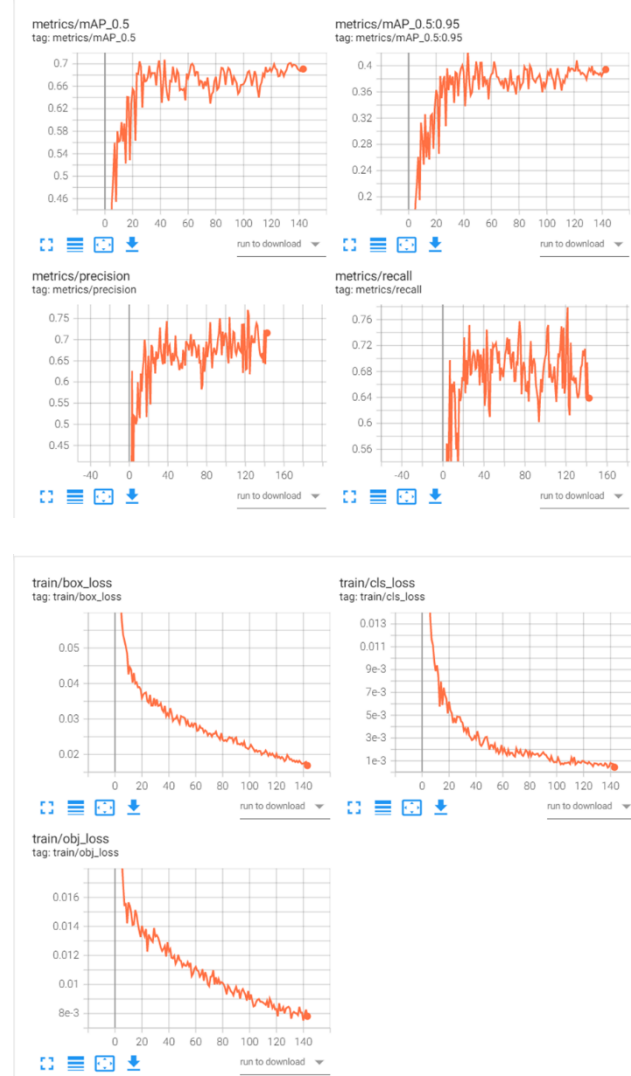 metrics/mAP_0.5
tag: metrics/mAP_0.5
0.7
0.66
0.62
0.58
0.54
0.5
0.46
0 20 40 60 80 100 120 140
run to download
metrics/mAP_0.5:0.95
tag: metrics/mAP_0.5:0.95
0.4
0.36
0.32
0.28
0.24
0.2
0 20 40 60 80 100 120 140
run to download
metrics/precision
tag: metrics/precision
0.75
0.7
0.65
0.6
0.55
0.5
0.45
-40 0 40 80 120 160
run to download
metrics/recall
tag: metrics/recall
0.76
0.72
0.68
0.64
0.6
0.56
-40 0 40 80 120 160
run to download
train/box_loss
tag: train/box_loss
0.05
0.04
0.03
0.02
0 20 40 60 80 100 120 140
run to download
train/cls_loss
tag: train/cls_loss
0.013
0.011
9e-3
7e-3
5e-3
3e-3
1e-3
0 20 40 60 80 100 120 140
run to download
train/obj_loss
tag: train/obj_loss
0.016
0.014
0.012
0.01
8e-3
0 20 40 60 80 100 120 140
run to download